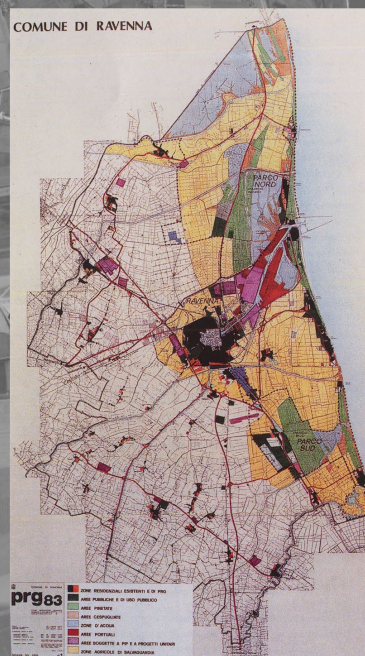 COMUNE DI RAVENNA
PARCO
NORD
RAVENNA
PARCO
SUD
prg83
ZONE RESIDENZIALI ESISTENTI E DI PRG
AREE PUBBLICHE E DI USO PUBBLICO
AREE PINETATE
AREE CESPUGLIATE
ZONE D'ACQUA
AREE PORTUALI
AREE SOGGETTE A PIP E A PROGETTI UNITARI
ZONE AGRICOLE DI SALVAGUARDIA